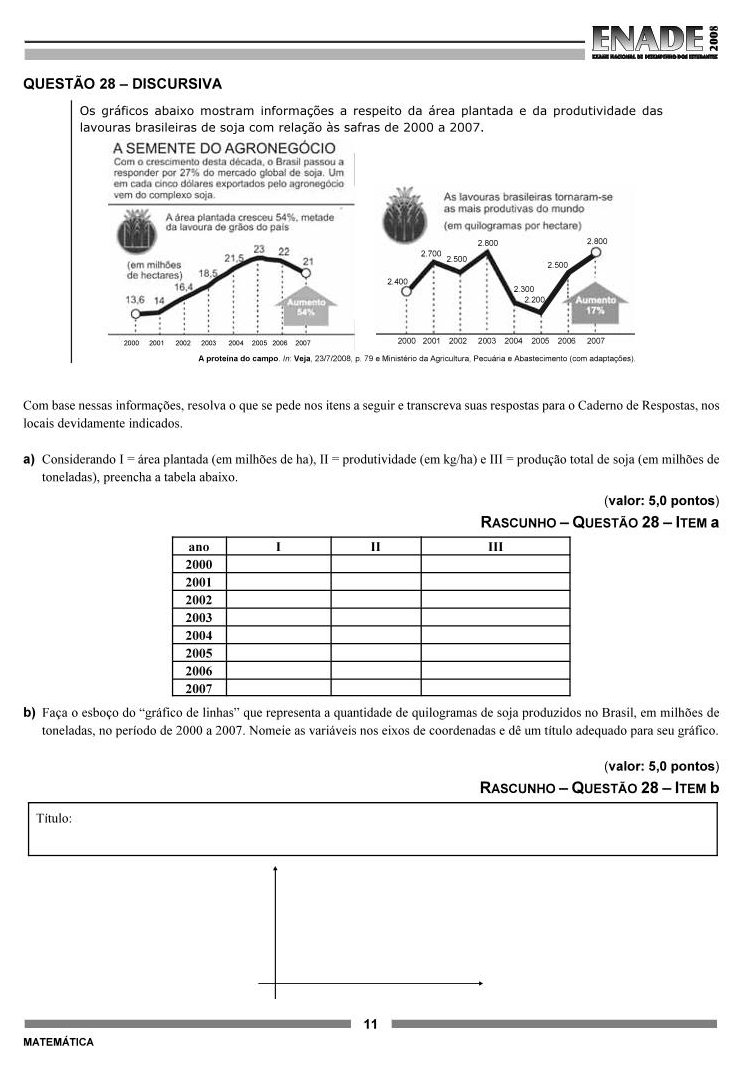 ENADE 2008
EXAME NACIONAL DE DESEMPENHO DOS ESTUDANTES
QUESTÃO 28 – DISCURSIVA
Os gráficos abaixo mostram informações a respeito da área plantada e da produtividade das
lavouras brasileiras de soja com relação às safras de 2000 a 2007.
A SEMENTE DO AGRONEGÓCIO
Com o crescimento desta década, o Brasil passou a
responder por 27% do mercado global de soja. Um
em cada cinco dólares exportados pelo agronegócio
vem do complexo soja.
A área plantada cresceu 54%, metade
da lavoura de grãos do país
(em milhões
de hectares)
13,6 14 16,4 18,5 21,5 23 22 21
Aumento
54%
2000 2001 2002 2003 2004 2005 2006 2007
As lavouras brasileiras tornaram-se
as mais produtivas do mundo
(em quilogramas por hectare)
2.400 2.700 2.500 2.800 2.300 2.200 2.500 2.800
Aumento
17%
2000 2001 2002 2003 2004 2005 2006 2007
A proteína do campo. In: Veja, 23/7/2008, p. 79 e Ministério da Agricultura, Pecuária e Abastecimento (com adaptações).
Com base nessas informações, resolva o que se pede nos itens a seguir e transcreva suas respostas para o Caderno de Respostas, nos
locais devidamente indicados.
a) Considerando I = área plantada (em milhões de ha), II = produtividade (em kg/ha) e III = produção total de soja (em milhões de
toneladas), preencha a tabela abaixo.
(valor: 5,0 pontos)
RASCUNHO – QUESTÃO 28 – ITEM a
ano I II III
2000
2001
2002
2003
2004
2005
2006
2007
b) Faça o esboço do “gráfico de linhas” que representa a quantidade de quilogramas de soja produzidos no Brasil, em milhões de
toneladas, no período de 2000 a 2007. Nomeie as variáveis nos eixos de coordenadas e dê um título adequado para seu gráfico.
(valor: 5,0 pontos)
RASCUNHO – QUESTÃO 28 – ITEM b
Título:
11
MATEMÁTICA